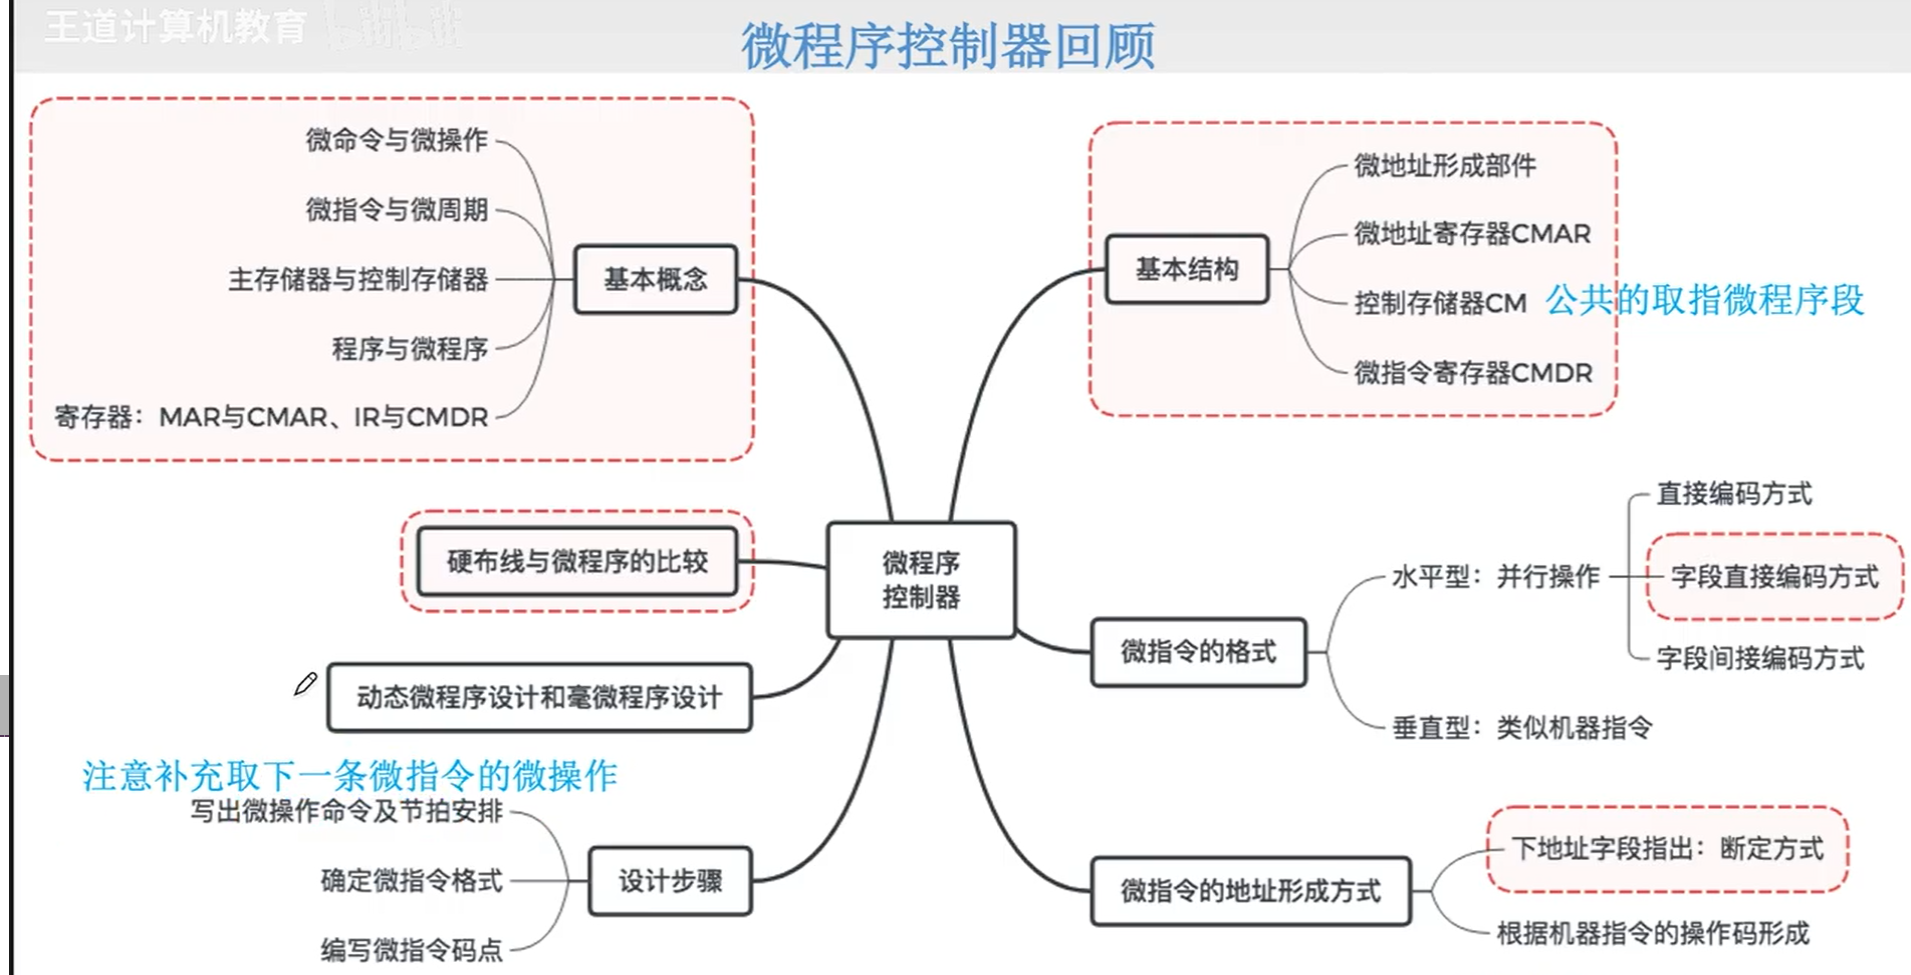 王道计算机教育
bilibili
微程序控制器回顾
微命令与微操作
微指令与微周期
主存储器与控制存储器
程序与微程序
寄存器：MAR与CMAR、IR与CMDR
基本概念
硬布线与微程序的比较
动态微程序设计和毫微程序设计
注意补充取下一条微指令的微操作
写出微操作命令及节拍安排
确定微指令格式
编写微指令码点
设计步骤
微程序
控制器
基本结构
微地址形成部件
微地址寄存器CMAR
控制存储器CM 公共的取指微程序段
微指令寄存器CMDR
微指令的格式
水平型：并行操作
直接编码方式
字段直接编码方式
字段间接编码方式
垂直型：类似机器指令
微指令的地址形成方式
下地址字段指出：断定方式
根据机器指令的操作码形成